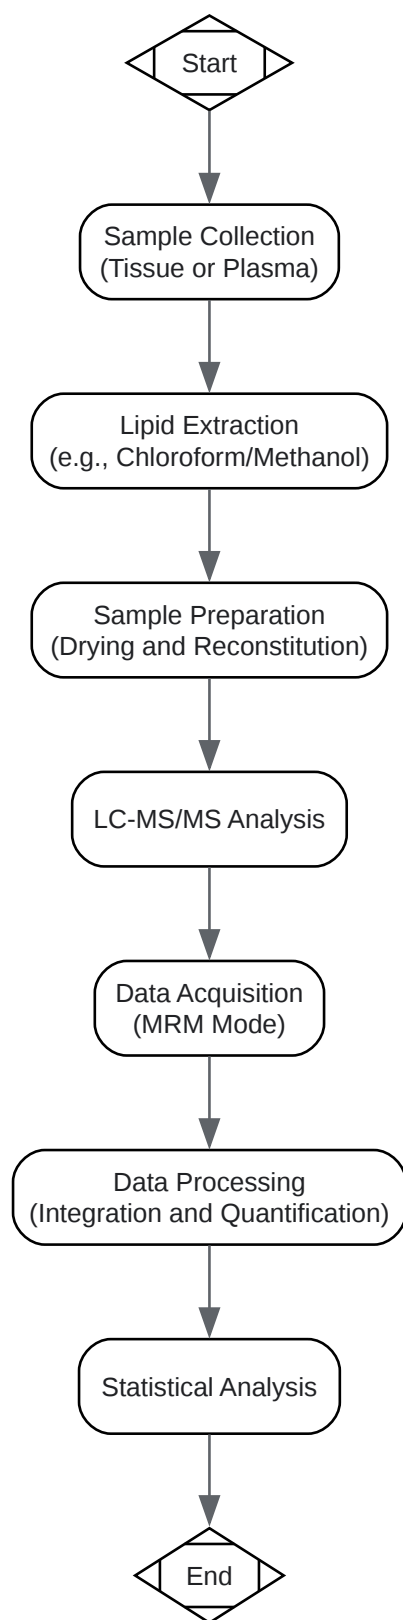 Start
Sample Collection
(Tissue or Plasma)
Lipid Extraction
(e.g., Chloroform/Methanol)
Sample Preparation
(Drying and Reconstitution)
LC-MS/MS Analysis
Data Acquisition
(MRM Mode)
Data Processing
(Integration and Quantification)
Statistical Analysis
End